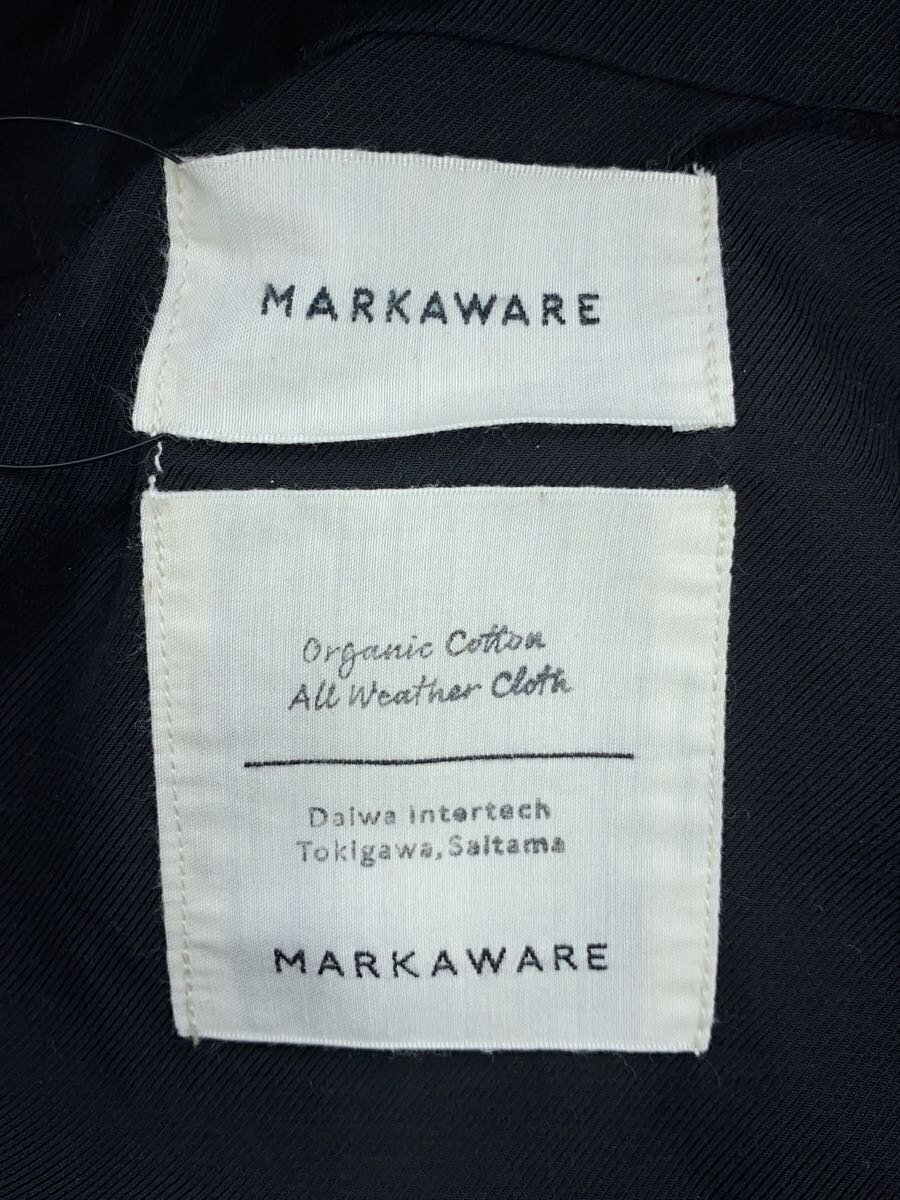 MARKAWARE
Organic Cotton
All Weather Cloth
Daiwa Intertech
Tokigawa, Saitama
MARKAWARE